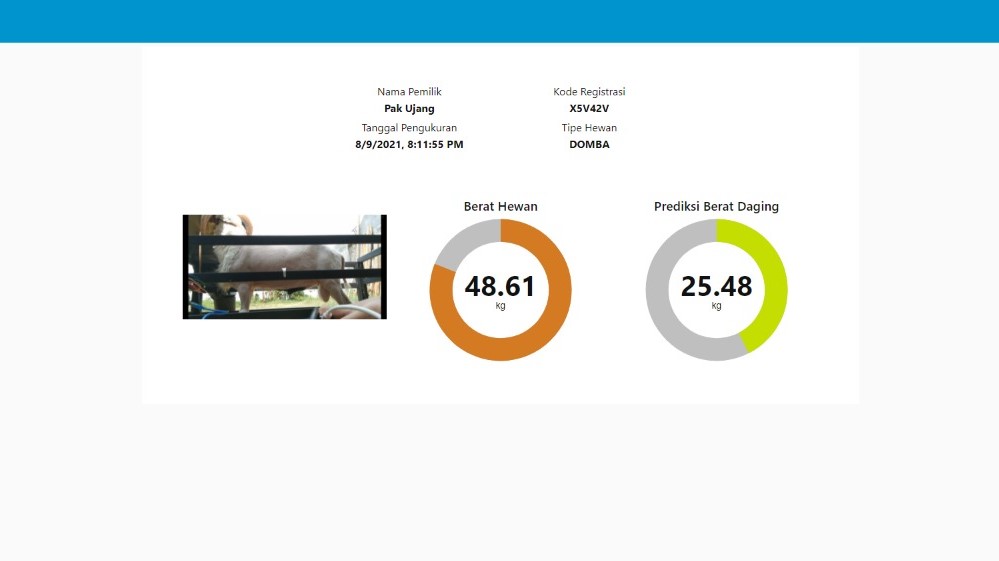 Nama Pemilik
Pak Ujang
Tanggal Pengukuran
8/9/2021, 8:11:55 PM
Kode Registrasi
X5V42V
Tipe Hewan
DOMBA
Berat Hewan
48.61
kg
Prediksi Berat Daging
25.48
kg